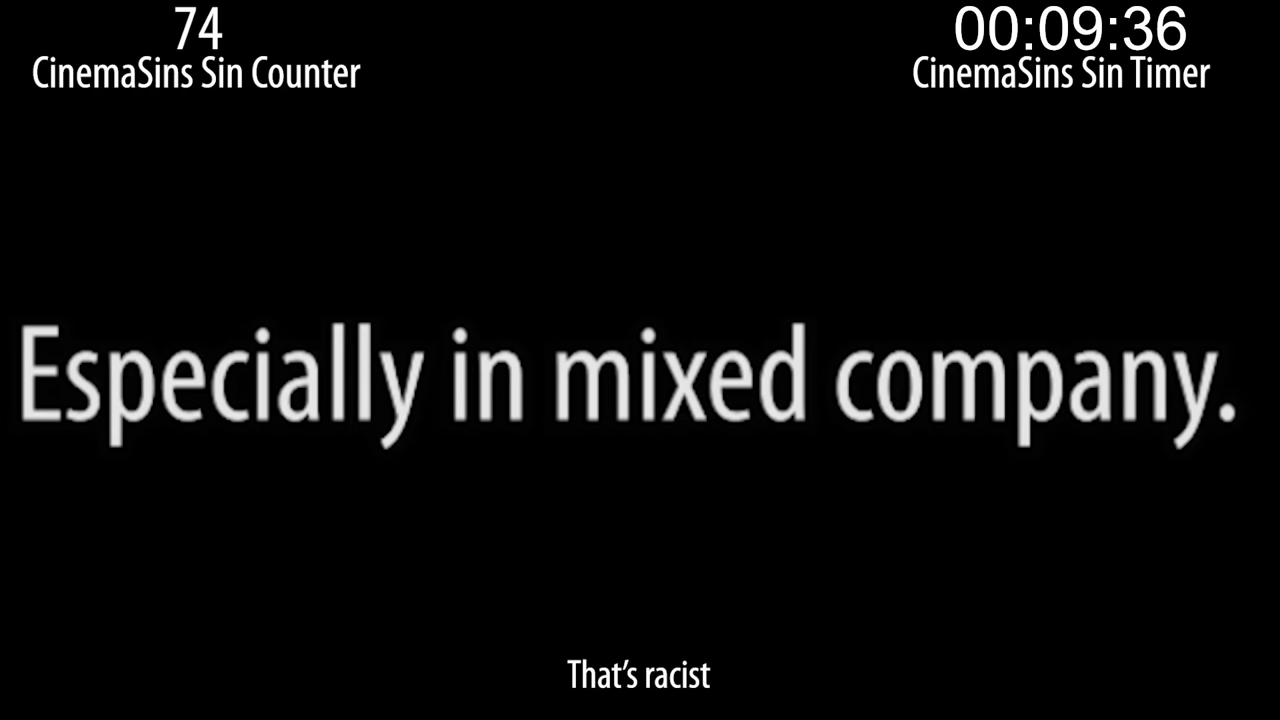 74
CinemaSins Sin Counter
00:09:36
CinemaSins Sin Timer
Especially in mixed company.
That's racist